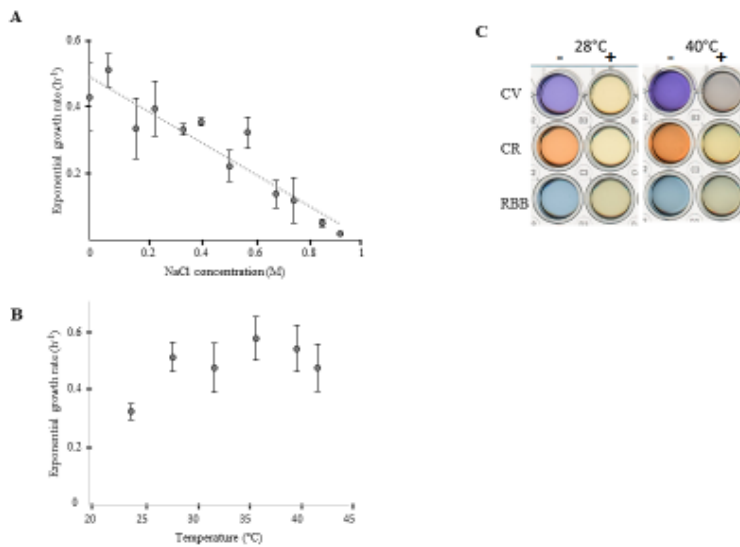 A
0.6
0.4
0.2
Exponential growth rate (hr-1)
0 0.2 0.4 0.6 0.8 1
NaCl concentration (M)
B
0.6
0.4
0.2
0
Exponential growth rate (hr-1)
20 25 30 35 40 45
Temperature (°C)
C
28°C 40°C
- + - +
CV
CR
RBB